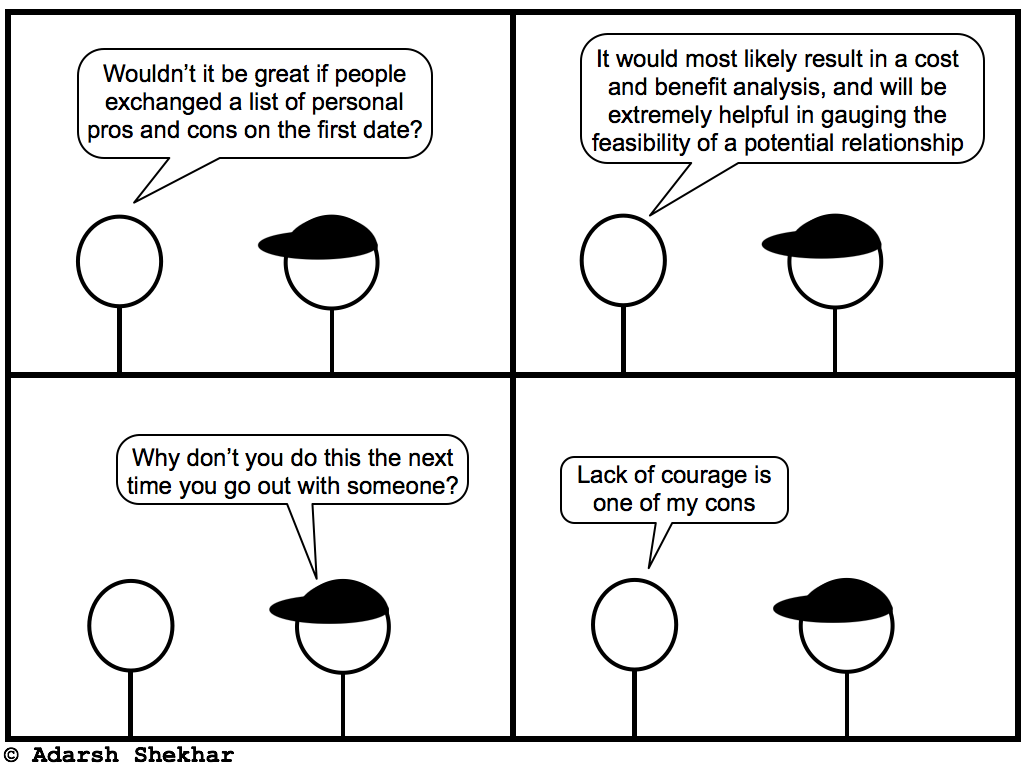 Wouldn’t it be great if people
exchanged a list of personal
pros and cons on the first date?
It would most likely result in a cost
and benefit analysis, and will be
extremely helpful in gauging the
feasibility of a potential relationship
Why don’t you do this the next
time you go out with someone?
Lack of courage is
one of my cons
© Adarsh Shekhar